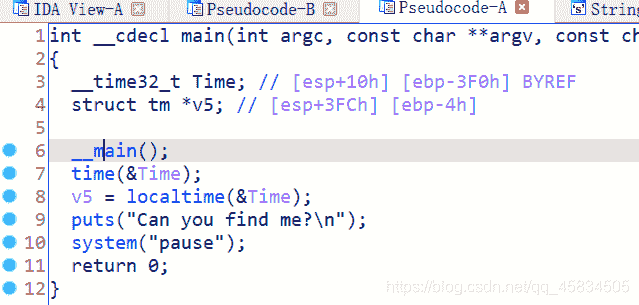 IDA View-A Pseudocode-B Pseudocode-A String
1 int __cdecl main(int argc, const char **argv, const ch
2 {
3 __time32_t Time; // [esp+10h] [ebp-3F0h] BYREF
4 struct tm *v5; // [esp+3FCh] [ebp-4h]
5
6 __main();
7 time(&Time);
8 v5 = localtime(&Time);
9 puts("Can you find me?\n");
10 system("pause");
11 return 0;
12 }
https://blog.csdn.net/qq_45834505